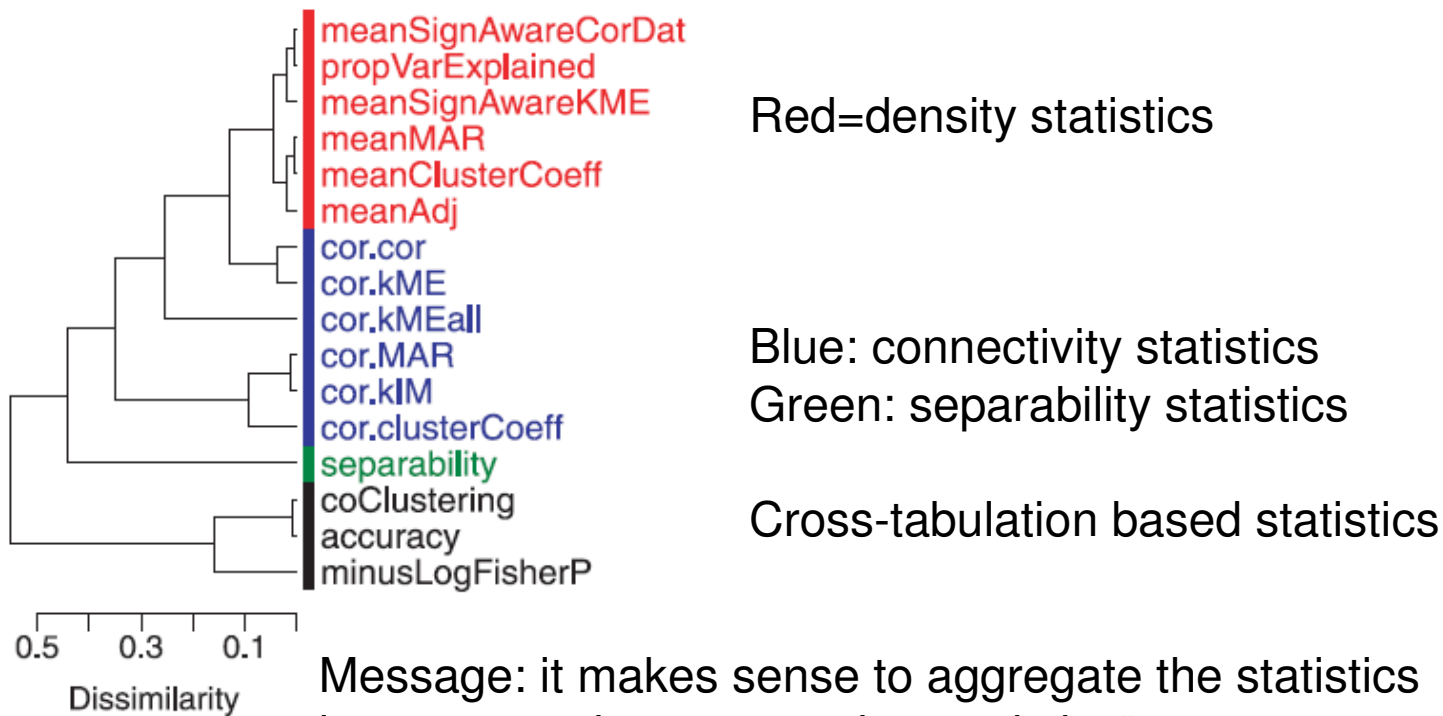 meanSignAwareCorDat
propVarExplained
meanSignAwareKME
meanMAR
meanClusterCoeff
meanAdj
cor.cor
cor.kME
cor.kMEall
cor.MAR
cor.kIM
cor.clusterCoeff
separability
coClustering
accuracy
minusLogFisherP
Red=density statistics
Blue: connectivity statistics
Green: separability statistics
Cross-tabulation based statistics
0.5 0.3 0.1
Dissimilarity
Message: it makes sense to aggregate the statistics